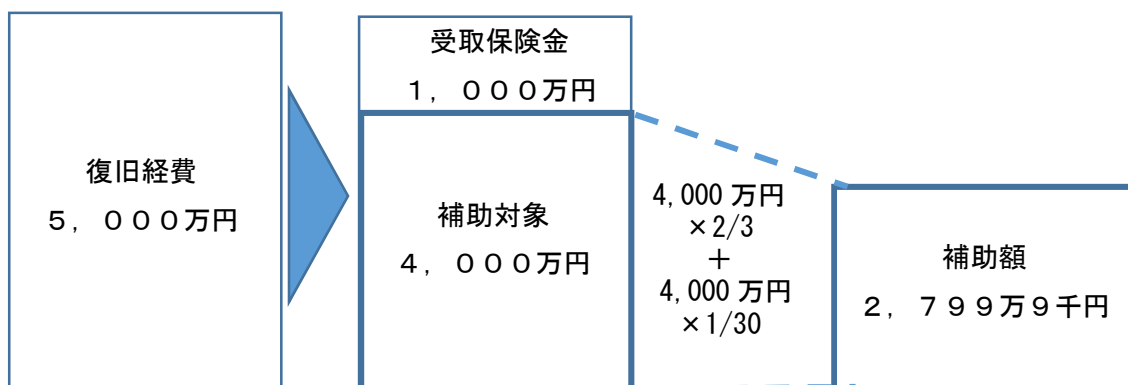 復旧経費
５，０００万円
受取保険金
１，０００万円
補助対象
４，０００万円
4,000 万円
×2/3
＋
4,000 万円
×1/30
補助額
２，７９９万９千円